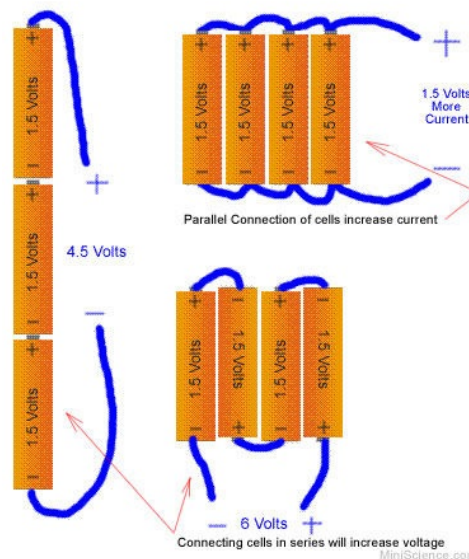 +
1.5 Volts
–
+
1.5 Volts
–
+
1.5 Volts
–
+
4.5 Volts
–
+
1.5 Volts
–
+
1.5 Volts
–
+
1.5 Volts
–
+
1.5 Volts
–
+
1.5 Volts
More
Current
–
Parallel Connection of cells increase current
+
1.5 Volts
–
–
1.5 Volts
+
+
1.5 Volts
–
–
1.5 Volts
+
– 6 Volts +
Connecting cells in series will increase voltage
MiniScience.com